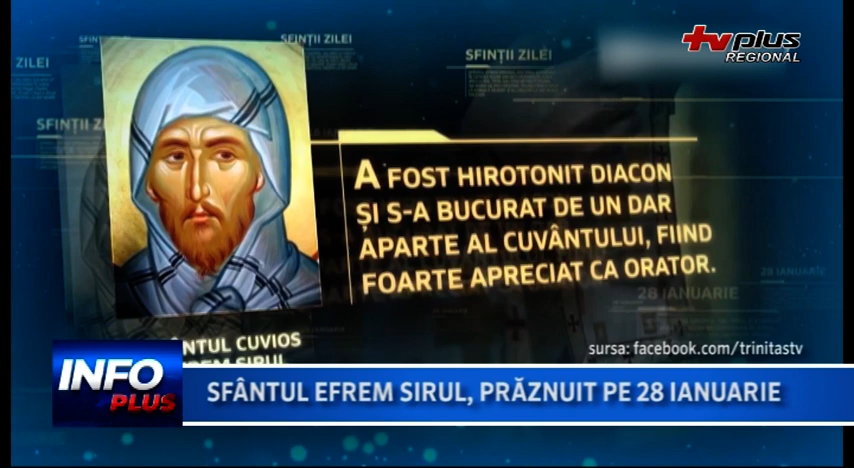 SFINȚII ZILEI
SFINȚII ZILEI
SFINȚII ZILEI
tvplus
REGIONAL
SFINȚII ZI
A FOST HIROTONIT DIACON
ȘI S-A BUCURAT DE UN DAR
APARTE AL CUVÂNTULUI, FIIND
FOARTE APRECIAT CA ORATOR.
28 IANUARIE
28 IANUARIE
NTUL CUVIOS
sursa: facebook.com/trinitastv
INFO
PLUS
SFÂNTUL EFREM SIRUL, PRĂZNUIT PE 28 IANUARIE